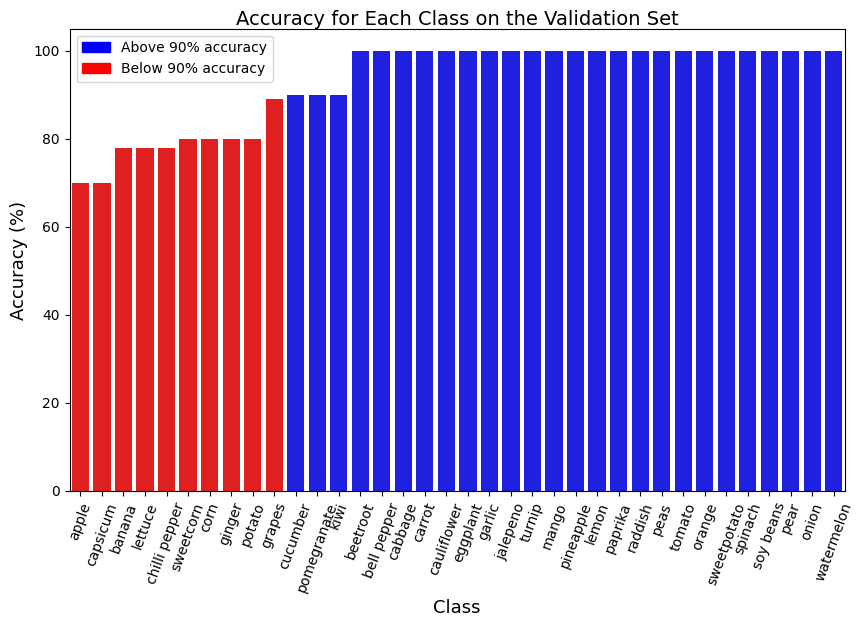 Accuracy for Each Class on the Validation Set
Above 90% accuracy
Below 90% accuracy
100
80
60
40
20
0
Accuracy (%)
apple
capsicum
banana
lettuce
chilli pepper
sweetcorn
corn
ginger
potato
grapes
cucumber
pomegranate
kiwi
beetroot
bell pepper
cabbage
carrot
cauliflower
eggplant
garlic
jalepeno
turnip
mango
pineapple
lemon
paprika
raddish
peas
tomato
orange
sweetpotato
spinach
soy beans
pear
onion
watermelon
Class